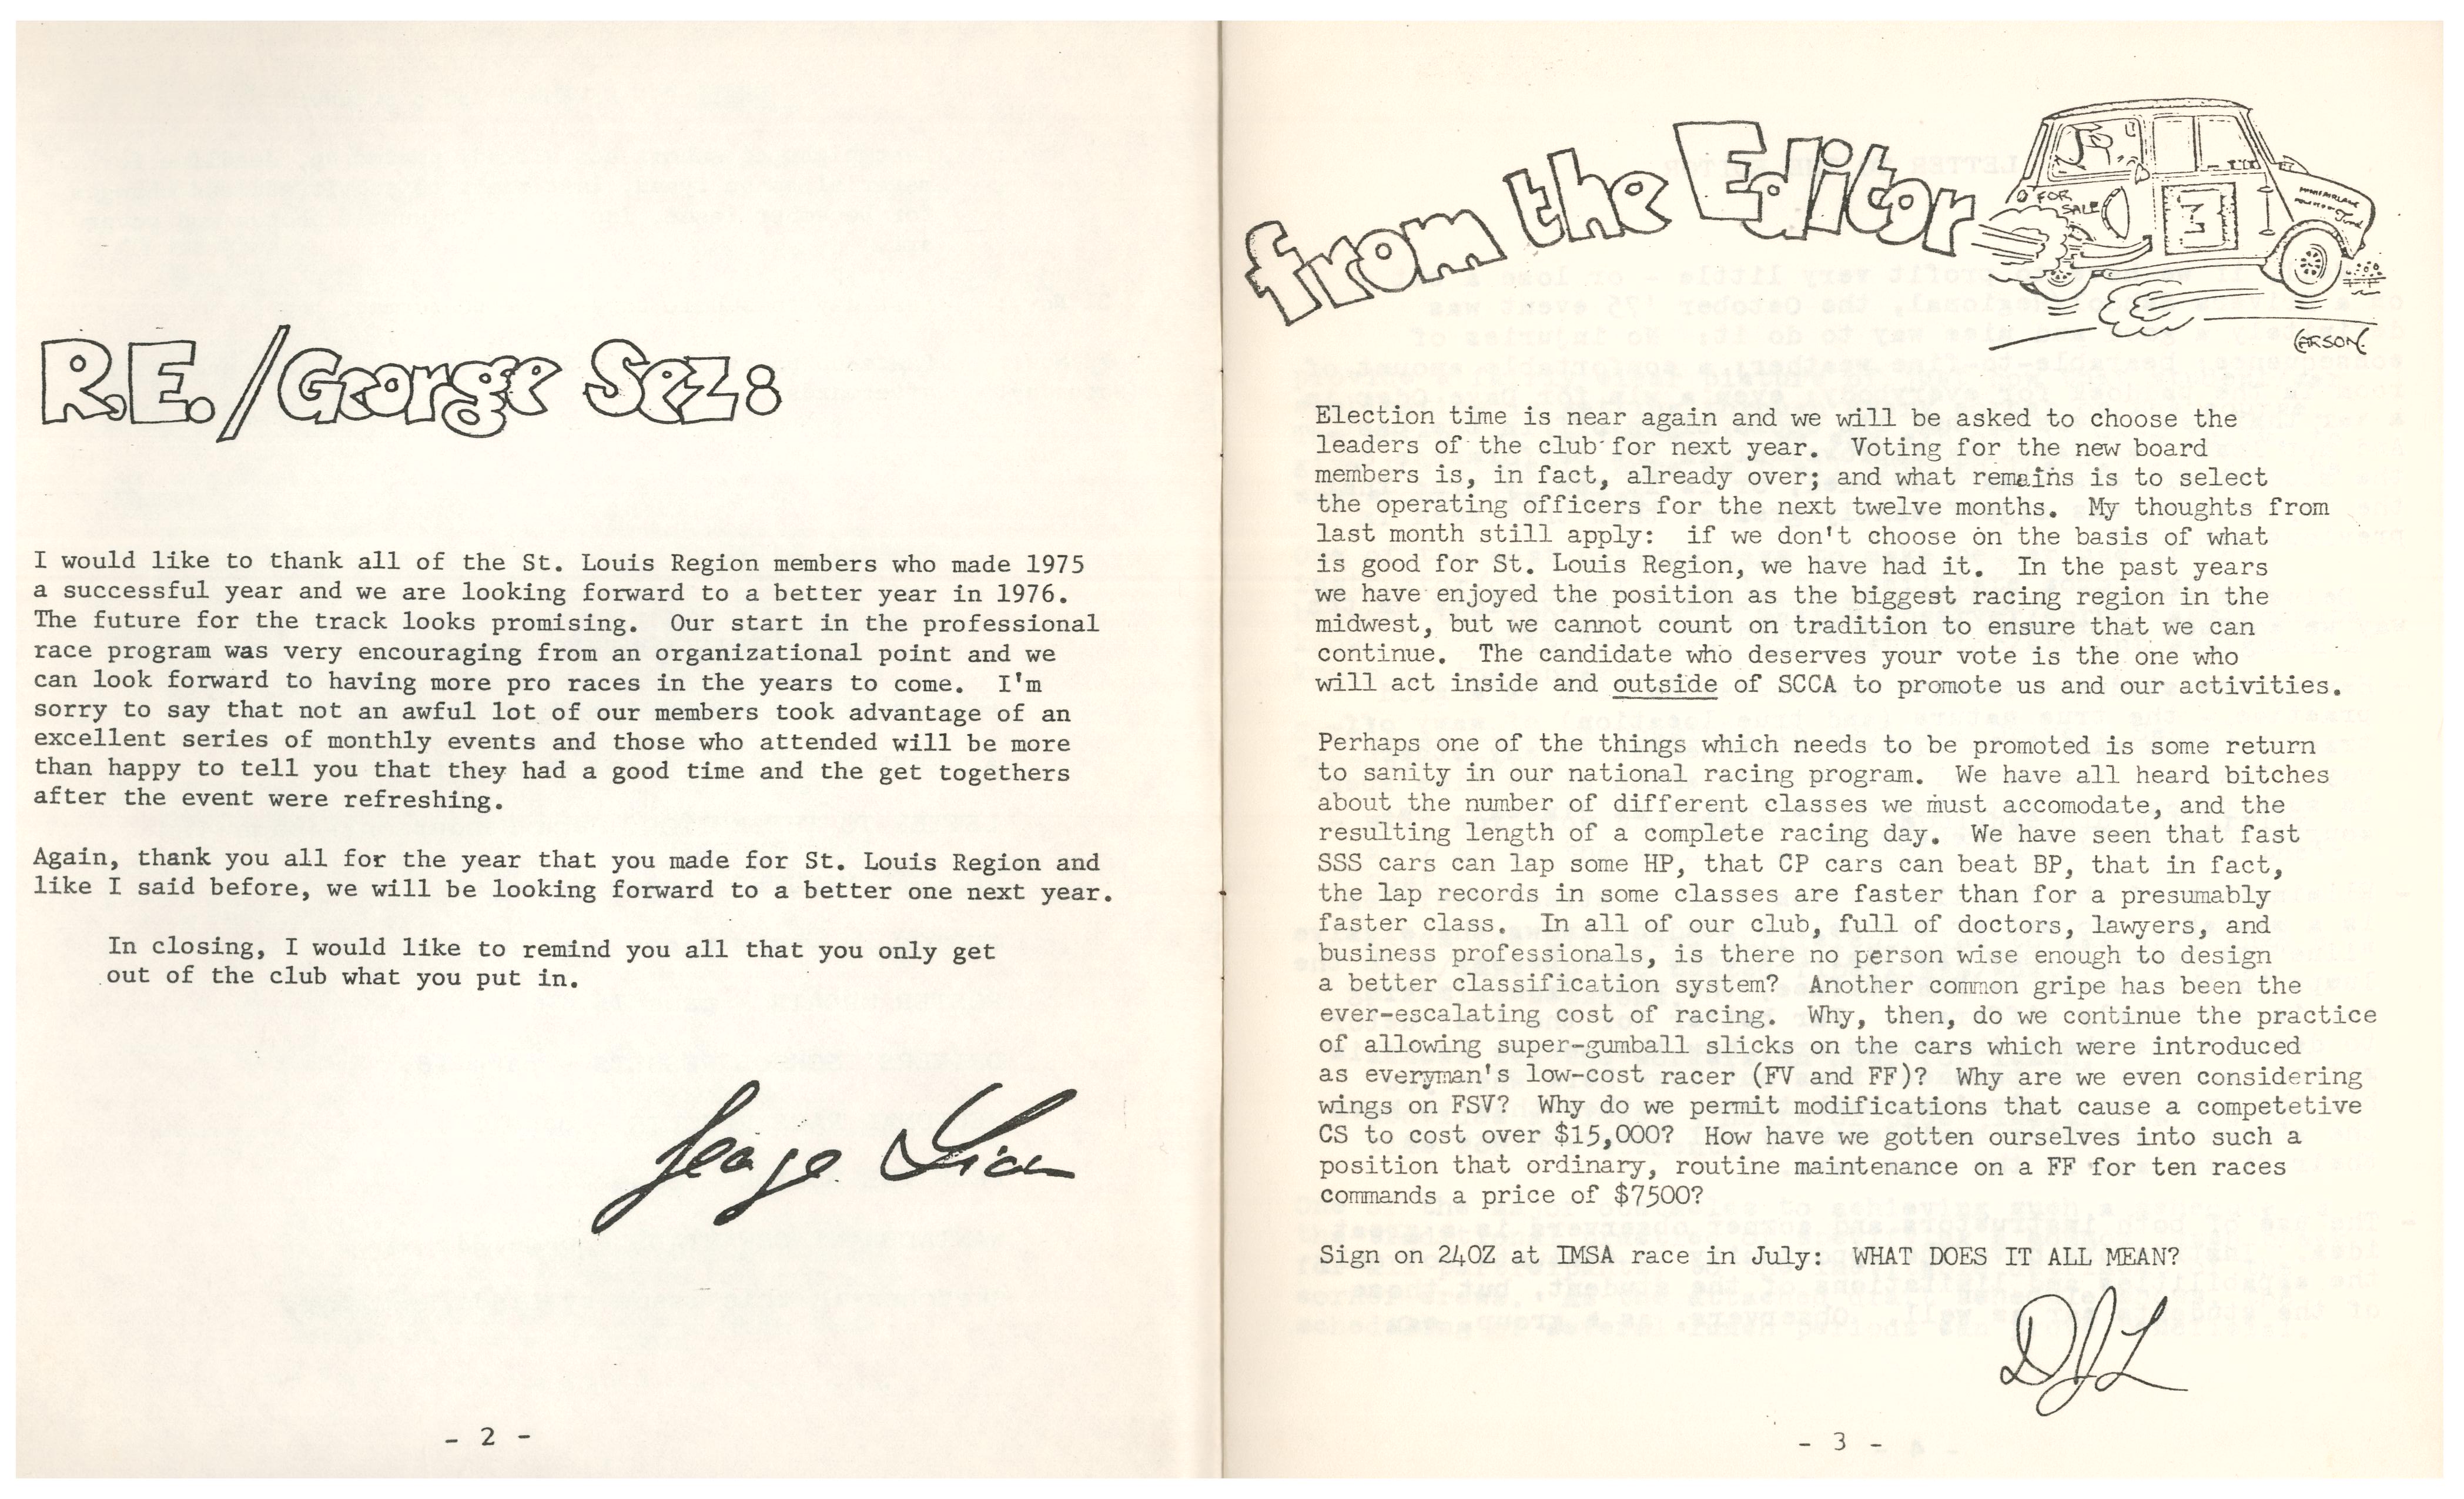 R.E./George Sez:
I would like to thank all of the St. Louis Region members who made 1975
a successful year and we are looking forward to a better year in 1976.
The future for the track looks promising.  Our start in the professional
race program was very encouraging from an organizational point and we
can look forward to having more pro races in the years to come.  I'm
sorry to say that not an awful lot of our members took advantage of an
excellent series of monthly events and those who attended will be more
than happy to tell you that they had a good time and the get togethers
after the event were refreshing.
Again, thank you all for the year that you made for St. Louis Region and
like I said before, we will be looking forward to a better one next year.
In closing, I would like to remind you all that you only get
out of the club what you put in.
George
- 2 -
from the Editor
FOR
SALE
3
CARSON
Election time is near again and we will be asked to choose the
leaders of the club for next year.  Voting for the new board
members is, in fact, already over; and what remains is to select
the operating officers for the next twelve months.  My thoughts from
last month still apply:  if we don't choose on the basis of what
is good for St. Louis Region, we have had it.  In the past years
we have enjoyed the position as the biggest racing region in the
midwest, but we cannot count on tradition to ensure that we can
continue.  The candidate who deserves your vote is the one who
will act inside and outside of SCCA to promote us and our activities.
Perhaps one of the things which needs to be promoted is some return
to sanity in our national racing program.  We have all heard bitches
about the number of different classes we must accomodate, and the
resulting length of a complete racing day.  We have seen that fast
SSS cars can lap some HP, that CP cars can beat BP, that in fact,
the lap records in some classes are faster than for a presumably
faster class.  In all of our club, full of doctors, lawyers, and
business professionals, is there no person wise enough to design
a better classification system?  Another common gripe has been the
ever-escalating cost of racing.  Why, then, do we continue the practice
of allowing super-gumball slicks on the cars which were introduced
as everyman's low-cost racer (FV and FF)?  Why are we even considering
wings on FSV?  Why do we permit modifications that cause a competetive
CS to cost over $15,000?  How have we gotten ourselves into such a
position that ordinary, routine maintenance on a FF for ten races
commands a price of $7500?
Sign on 240Z at IMSA race in July:  WHAT DOES IT ALL MEAN?
DJL
- 3 -